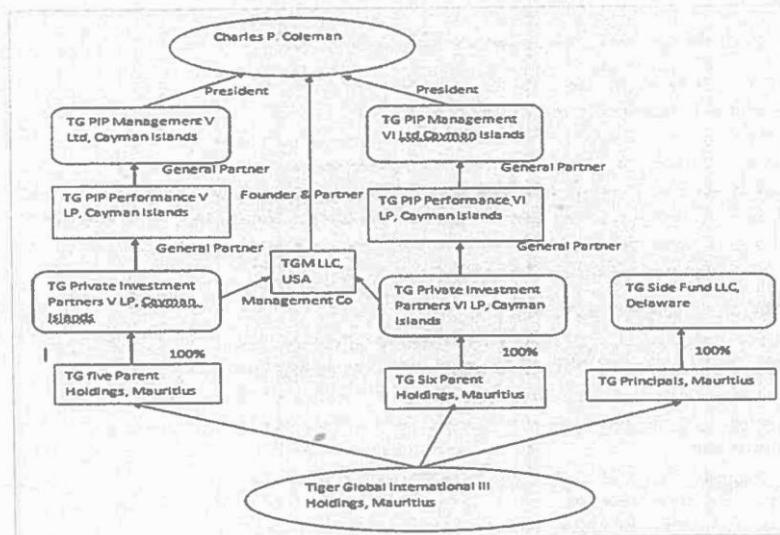 Charles P. Coleman
President
President
TG PIP Management V
Ltd, Cayman Islands
TG PIP Management
VI Ltd Cayman Islands
General Partner
General Partner
TG PIP Performance V
LP, Cayman Islands
Founder & Partner
TG PIP Performance VI
LP, Cayman Islands
General Partner
General Partner
TGM LLC,
USA
Management Co
TG Private Investment
Partners V LP, Cayman
Islands
TG Private Investment
Partners VI LP, Cayman
Islands
TG Side Fund LLC,
Delaware
100%
100%
100%
TG five Parent
Holdings, Mauritius
TG Six Parent
Holdings, Mauritius
TG Principals, Mauritius
Tiger Global International III
Holdings, Mauritius